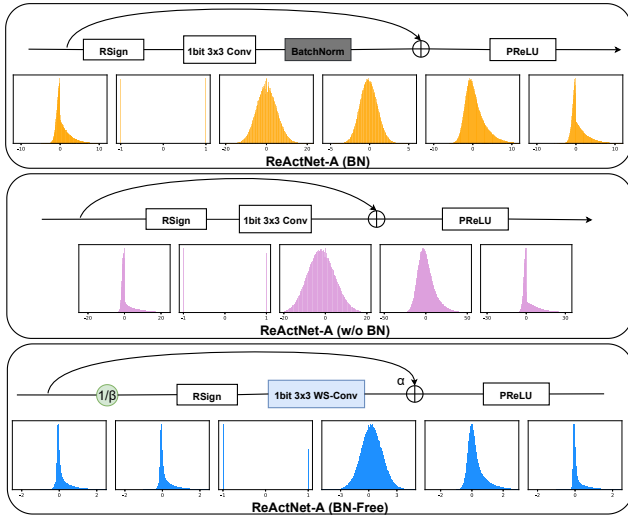 RSign
1bit 3x3 Conv
BatchNorm
PReLU
-10 0 10
-1 1
-20 0 20
-5 0 5
-10 0 10
-10 0 10
ReActNet-A (BN)
RSign
1bit 3x3 Conv
PReLU
-20 0 20
-1 1
-20 0 20
-50 0 50
-30 0 30
ReActNet-A (w/o BN)
1/β
RSign
1bit 3x3 WS-Conv
α
PReLU
-2 0 2
-2 0 2
-1 1
-3 0 3
-2 0 2
-2 0 2
ReActNet-A (BN-Free)